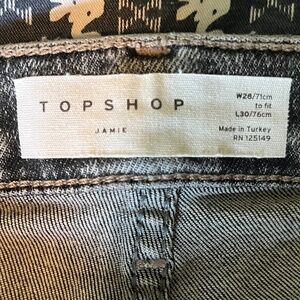 TOPSHOP
JAMIE
W28/71cm
to fit
L30/76cm
Made in Turkey
RN 125149